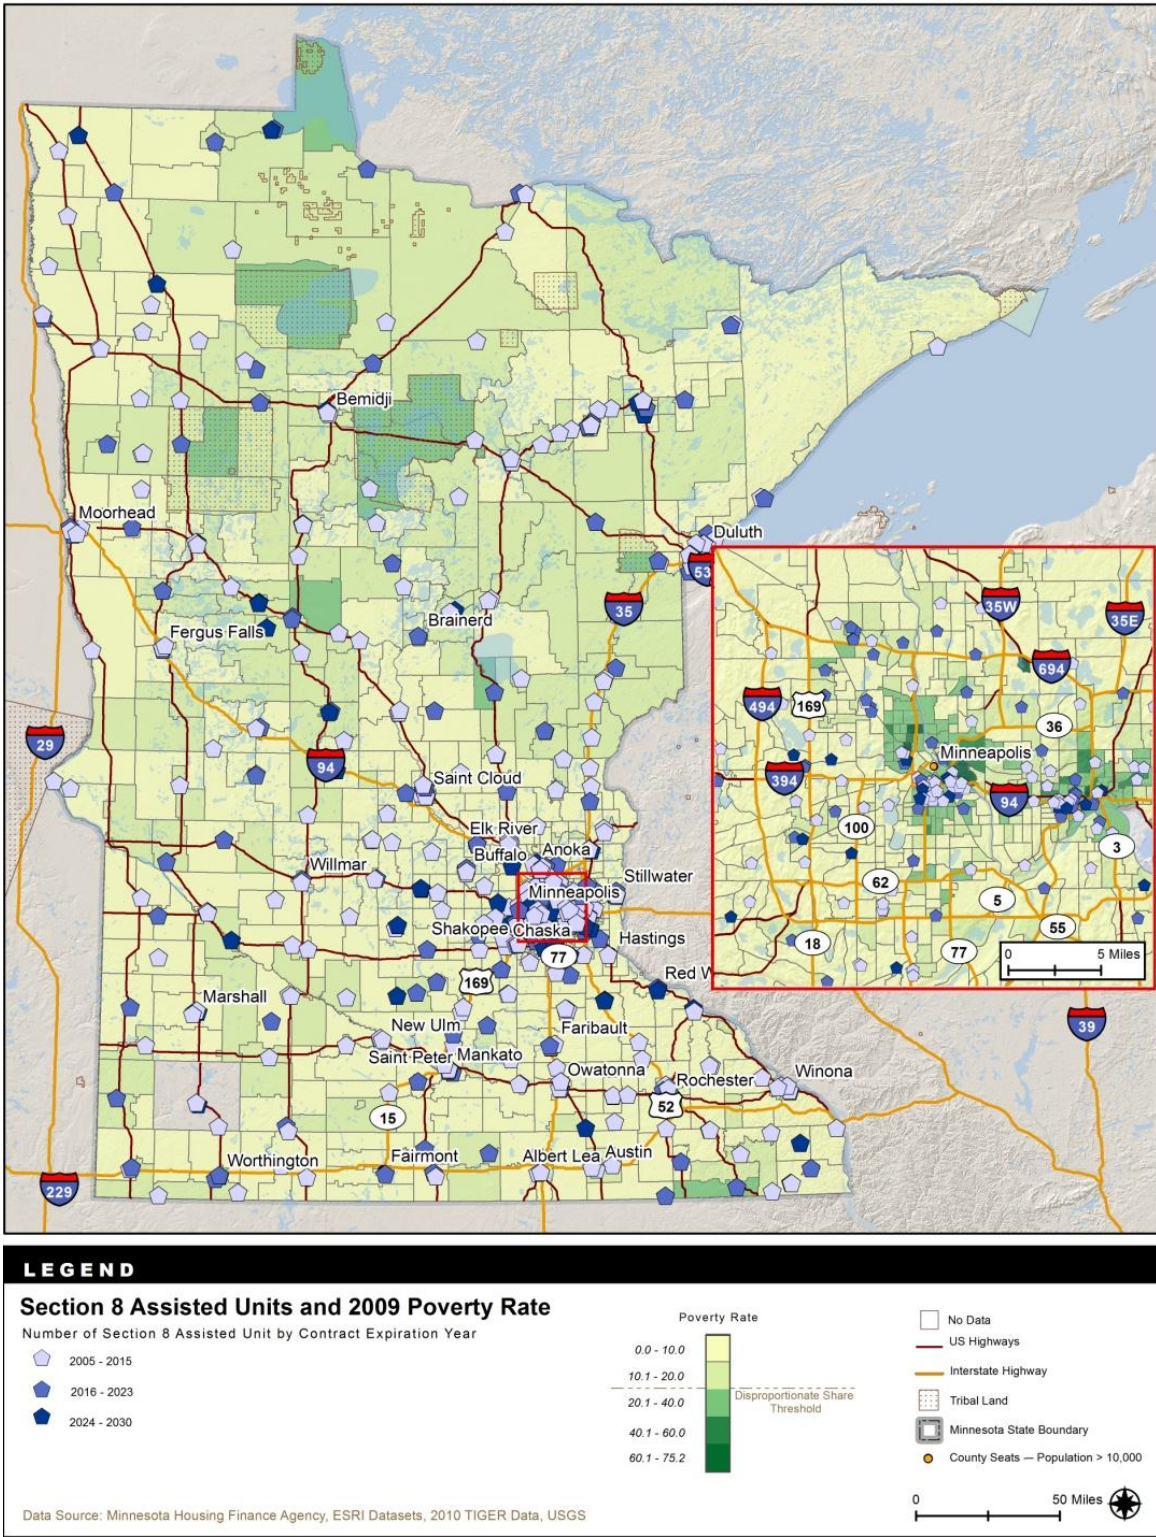 Bemidji
Moorhead
Duluth
53
35
Brainerd
Fergus Falls
35W
35E
694
494
169
36
29
Minneapolis
94
394
94
Saint Cloud
100
3
Elk River
Buffalo
Anoka
Willmar
Stillwater
62
Minneapolis
5
55
Shakopee
Chaska
Hastings
18
77
0
5 Miles
77
169
Red W
Marshall
39
New Ulm
Faribault
Saint Peter
Mankato
Owatonna
Rochester
Winona
15
52
Worthington
Fairmont
Albert Lea
Austin
229
LEGEND
Section 8 Assisted Units and 2009 Poverty Rate
Number of Section 8 Assisted Unit by Contract Expiration Year
2005 - 2015
2016 - 2023
2024 - 2030
Poverty Rate
0.0 - 10.0
10.1 - 20.0
Disproportionate Share
Threshold
20.1 - 40.0
40.1 - 60.0
60.1 - 75.2
No Data
US Highways
Interstate Highway
Tribal Land
Minnesota State Boundary
County Seats — Population > 10,000
0
50 Miles
Data Source: Minnesota Housing Finance Agency, ESRI Datasets, 2010 TIGER Data, USGS